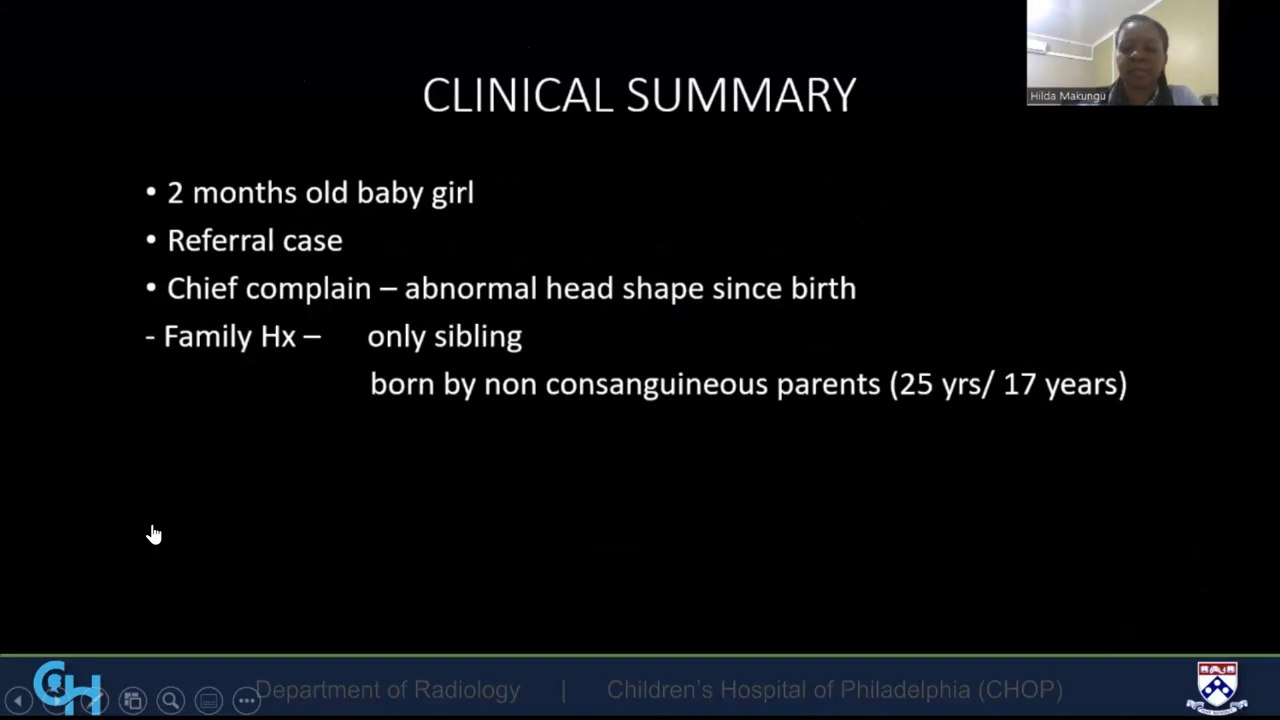 Hilda Makungu
CLINICAL SUMMARY
• 2 months old baby girl
• Referral case
• Chief complain – abnormal head shape since birth
- Family Hx – only sibling
born by non consanguineous parents (25 yrs/ 17 years)
Department of Radiology | Children's Hospital of Philadelphia (CHOP)